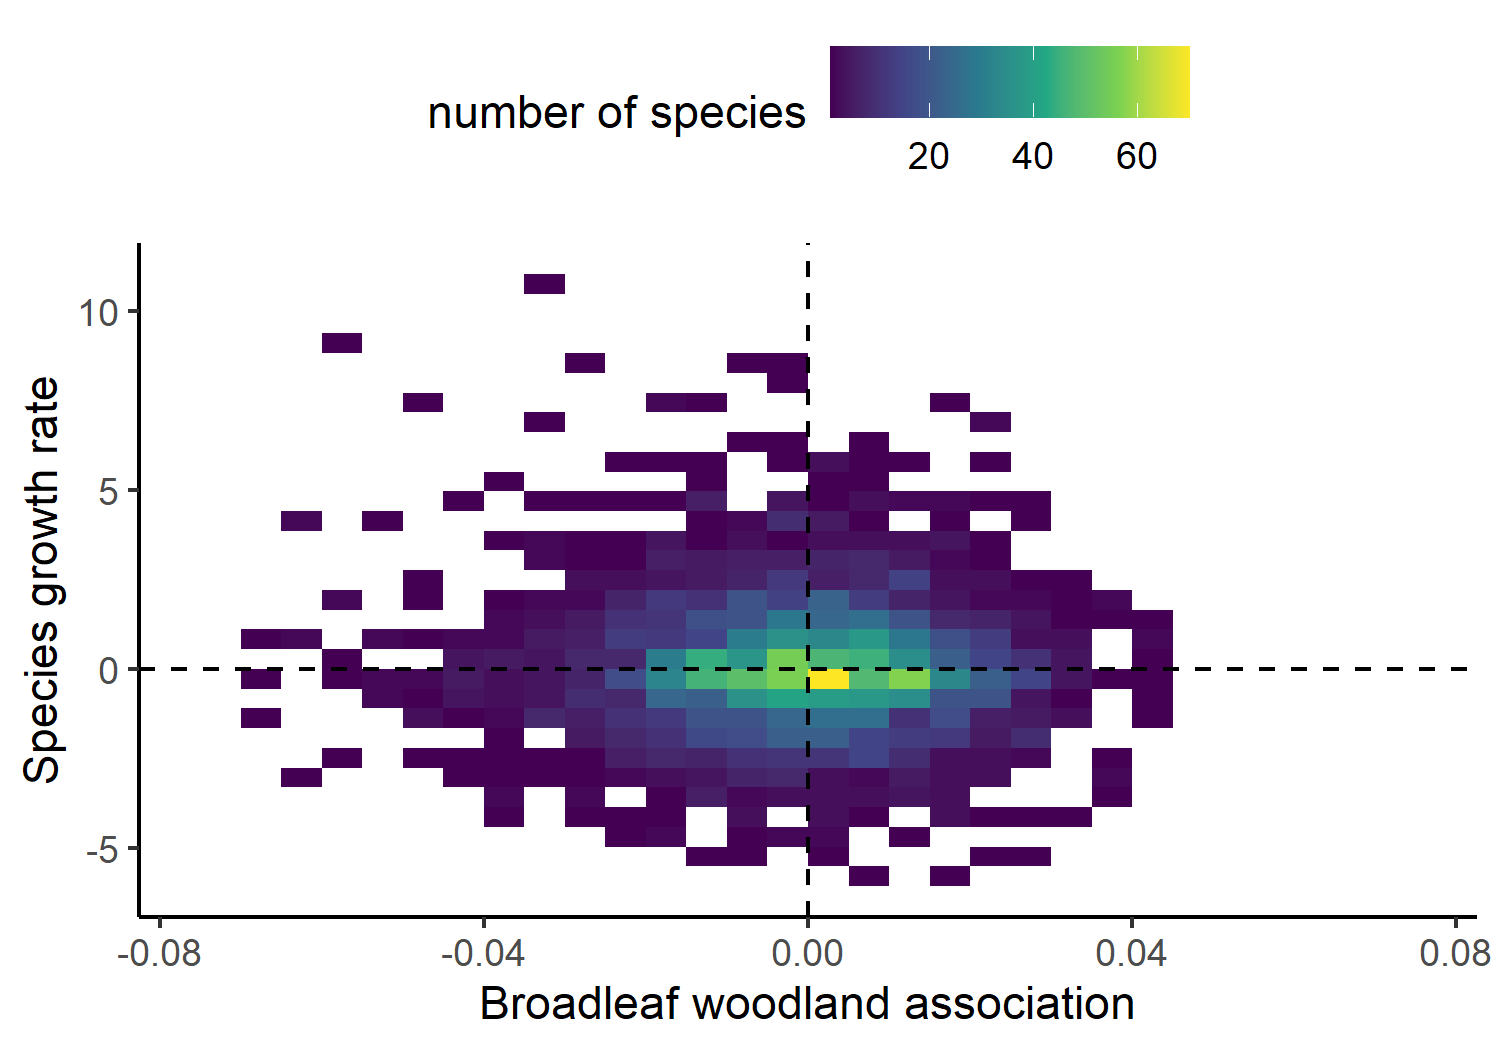 number of species
20 40 60
10
5
0
-5
Species growth rate
-0.08 -0.04 0.00 0.04 0.08
Broadleaf woodland association